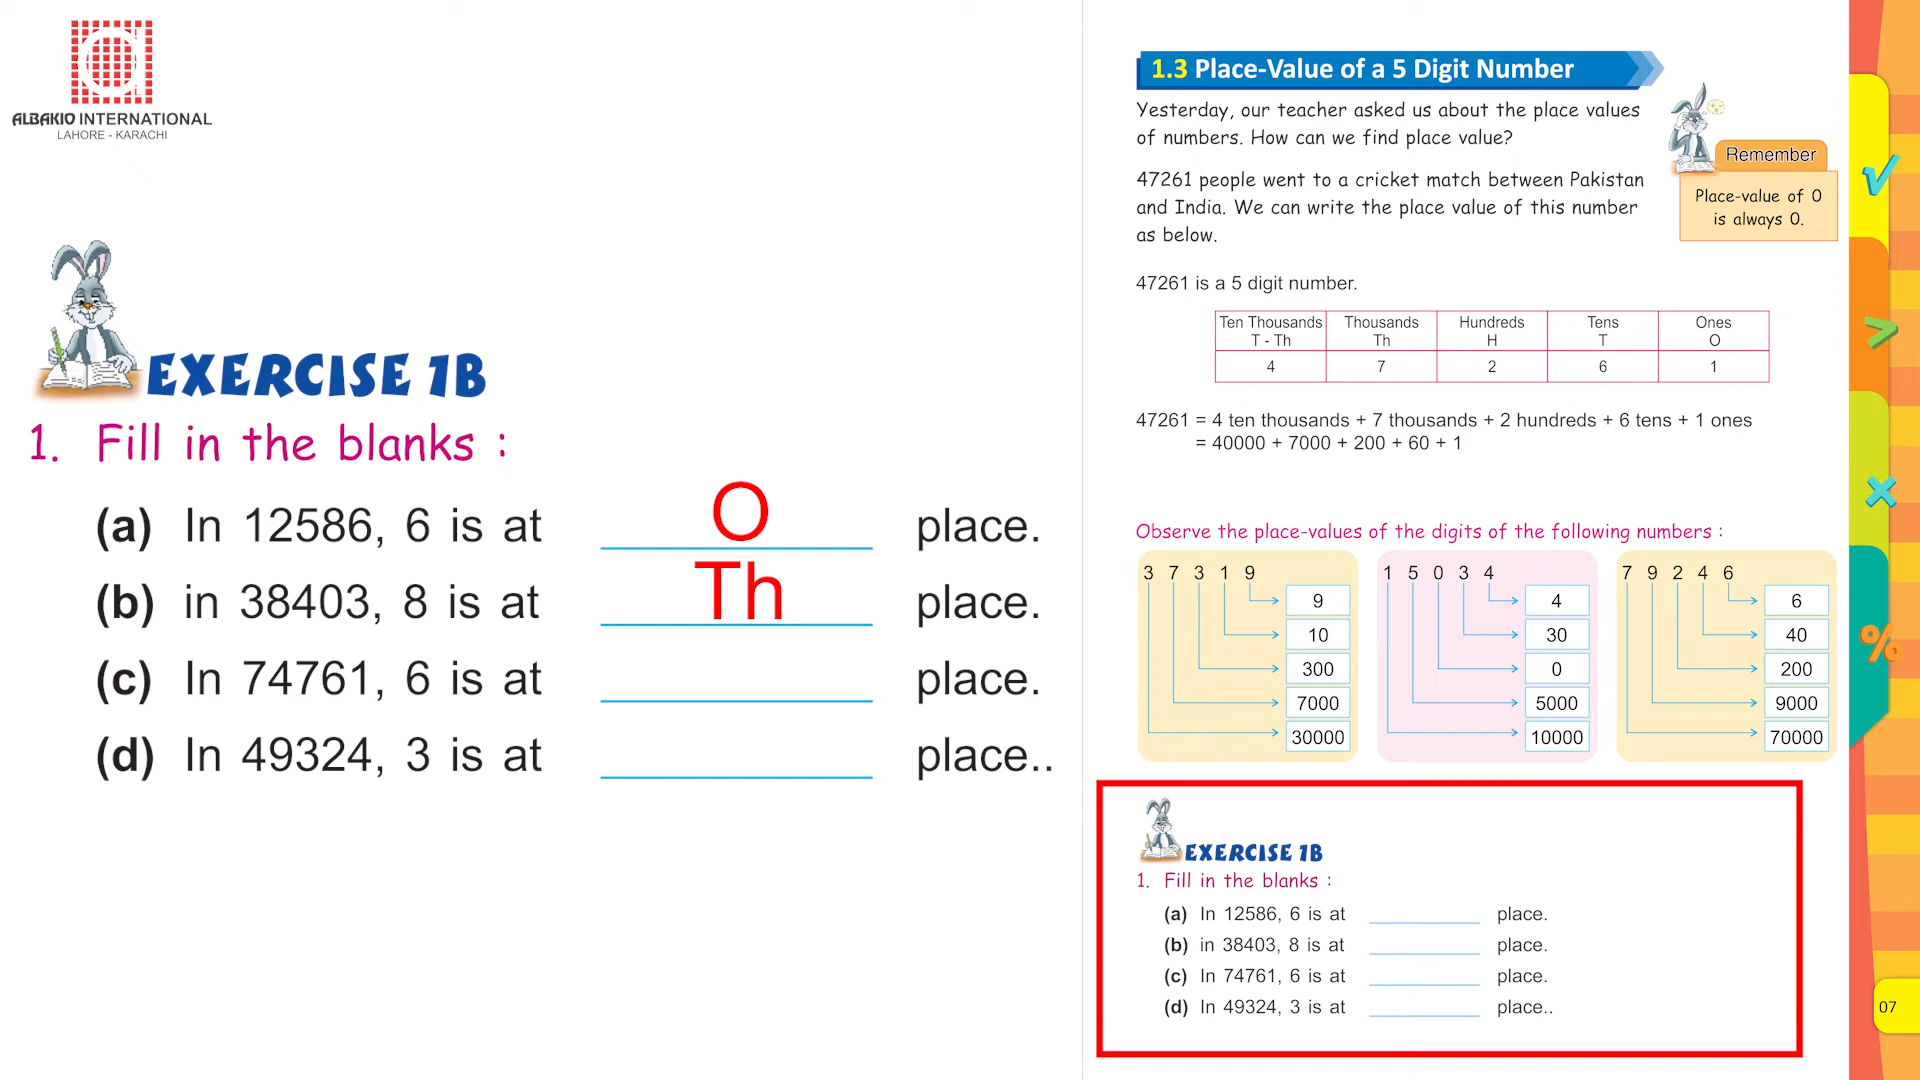 ALBAKIO INTERNATIONAL
LAHORE - KARACHI
EXERCISE 1B
1. Fill in the blanks :
(a) In 12586, 6 is at O place.
(b) in 38403, 8 is at Th place.
(c) In 74761, 6 is at place.
(d) In 49324, 3 is at place..
1.3 Place-Value of a 5 Digit Number
Yesterday, our teacher asked us about the place values
of numbers. How can we find place value?
47261 people went to a cricket match between Pakistan
and India. We can write the place value of this number
as below.
Remember
Place-value of 0
is always 0.
47261 is a 5 digit number.
Ten Thousands Thousands Hundreds Tens Ones
T - Th Th H T O
4 7 2 6 1
47261 = 4 ten thousands + 7 thousands + 2 hundreds + 6 tens + 1 ones
= 40000 + 7000 + 200 + 60 + 1
Observe the place-values of the digits of the following numbers :
3 7 3 1 9
9
10
300
7000
30000
1 5 0 3 4
4
30
0
5000
10000
7 9 2 4 6
6
40
200
9000
70000
EXERCISE 1B
1. Fill in the blanks :
(a) In 12586, 6 is at place.
(b) in 38403, 8 is at place.
(c) In 74761, 6 is at place.
(d) In 49324, 3 is at place..
√
>
×
%
07